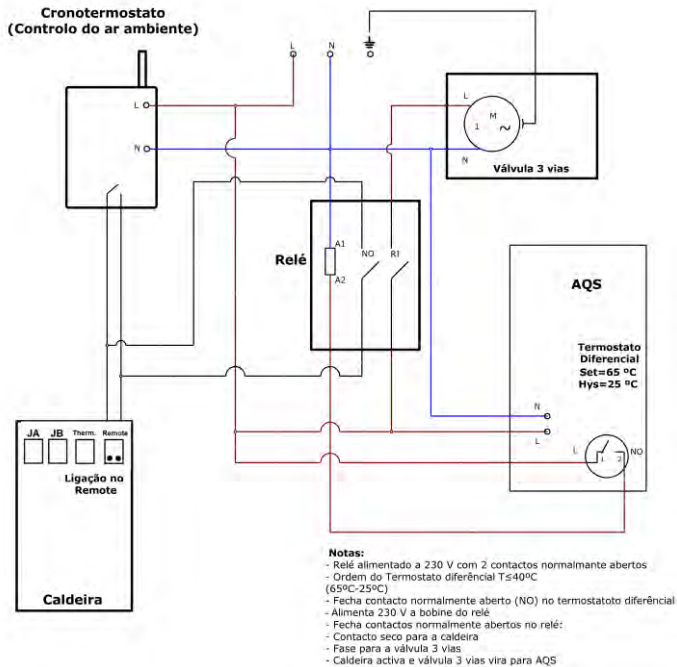 Cronotermostato
(Controlo do ar ambiente)
L
N
L
N
L
M
1
N
Válvula 3 vias
Relé
A1
A2
NO
R1
AQS
Termostato
Diferencial
Set=65 ºC
Hys=25 ºC
N
L
L
1
2
NO
JA
JB
Therm.
Remote
Ligação no
Remote
Caldeira
Notas:
- Relé alimentado a 230 V com 2 contactos normalmante abertos
- Ordem do Termostato diferêncial T≤40ºC
(65ºC-25ºC)
- Fecha contacto normalmente aberto (NO) no termostatoto diferêncial
- Alimenta 230 V a bobine do relé
- Fecha contactos normalmente abertos no relé:
- Contacto seco para a caldeira
- Fase para a válvula 3 vias
- Caldeira activa e válvula 3 vias vira para AQS